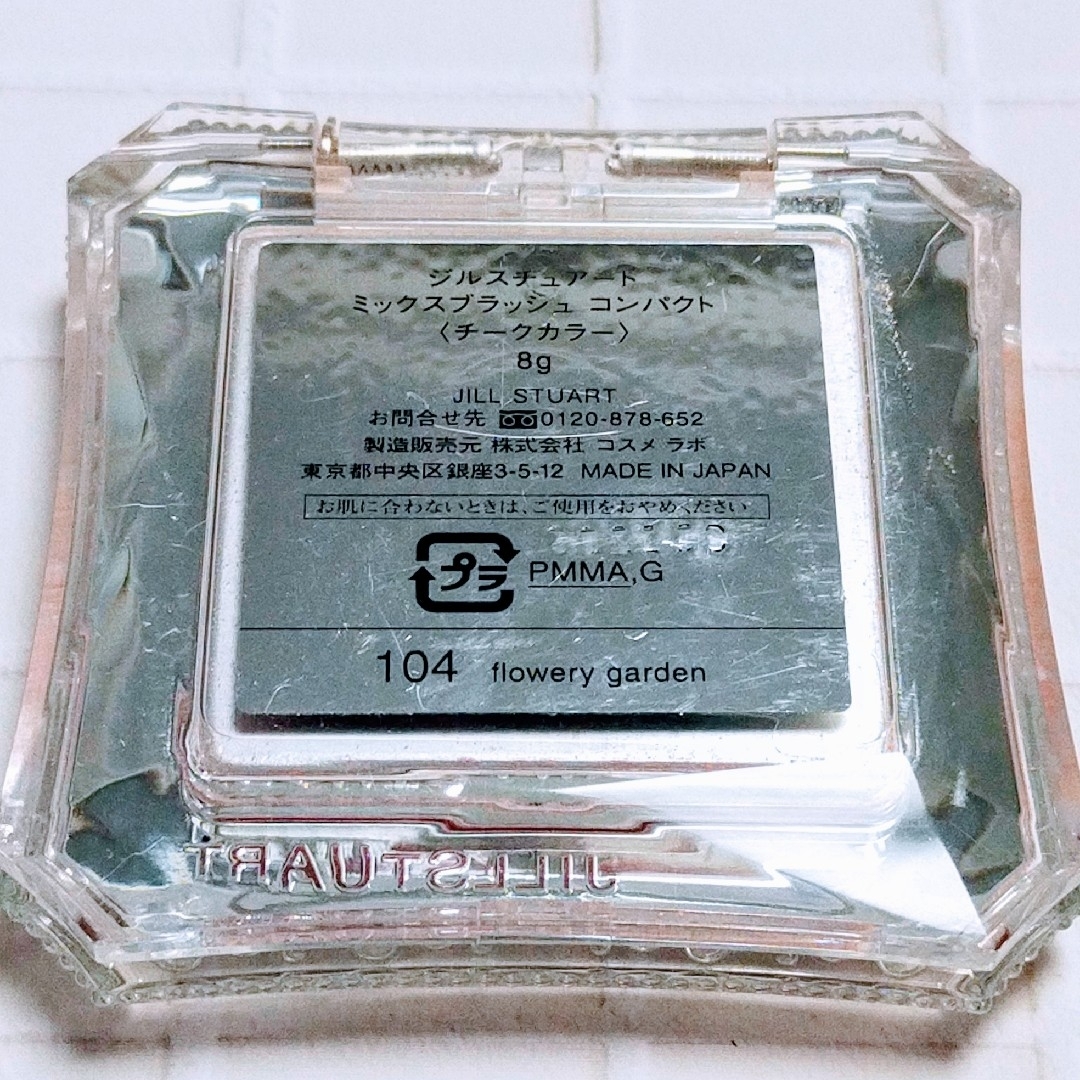 ジルスチュアート
ミックスブラッシュ コンパクト
〈チークカラー〉
8g
JILL STUART
お問合せ先 0120-878-652
製造販売元 株式会社 コスメ ラボ
東京都中央区銀座3-5-12 MADE IN JAPAN
お肌に合わないときは、ご使用をおやめください
プラ PMMA,G
104 flowery garden
JILLSTUART